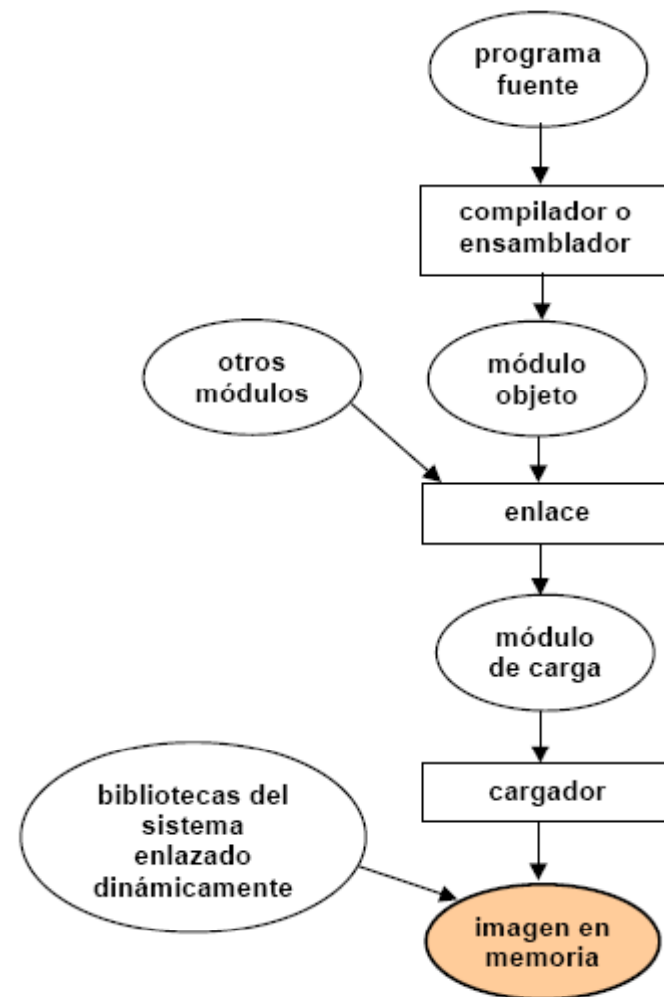 programa
fuente
compilador o
ensamblador
otros
módulos
módulo
objeto
enlace
módulo
de carga
cargador
bibliotecas del
sistema
enlazado
dinámicamente
imagen en
memoria